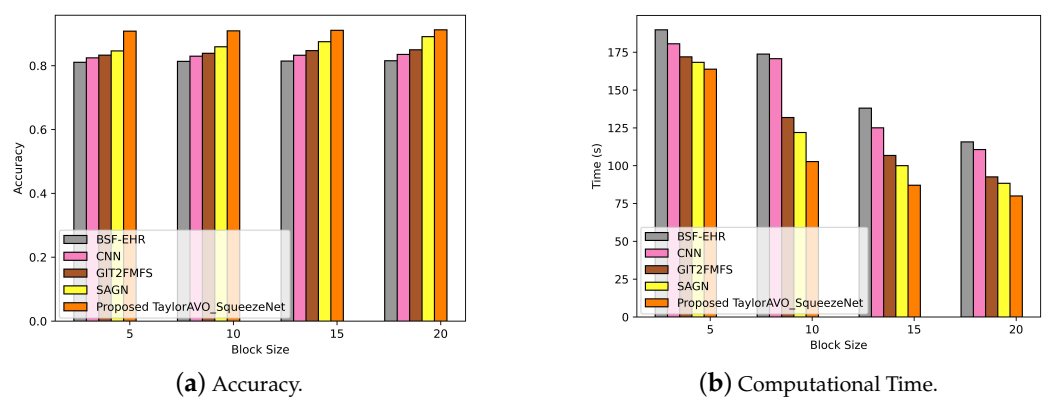 Accuracy
0.8
0.6
0.4
0.2
0.0
BSF-EHR
CNN
GIT2FMFS
SAGN
Proposed TaylorAVO_SqueezeNet
5
10
15
20
Block Size
(a) Accuracy.
Time (s)
175
150
125
100
75
50
25
0
BSF-EHR
CNN
GIT2FMFS
SAGN
Proposed TaylorAVO_SqueezeNet
5
10
15
20
Block Size
(b) Computational Time.